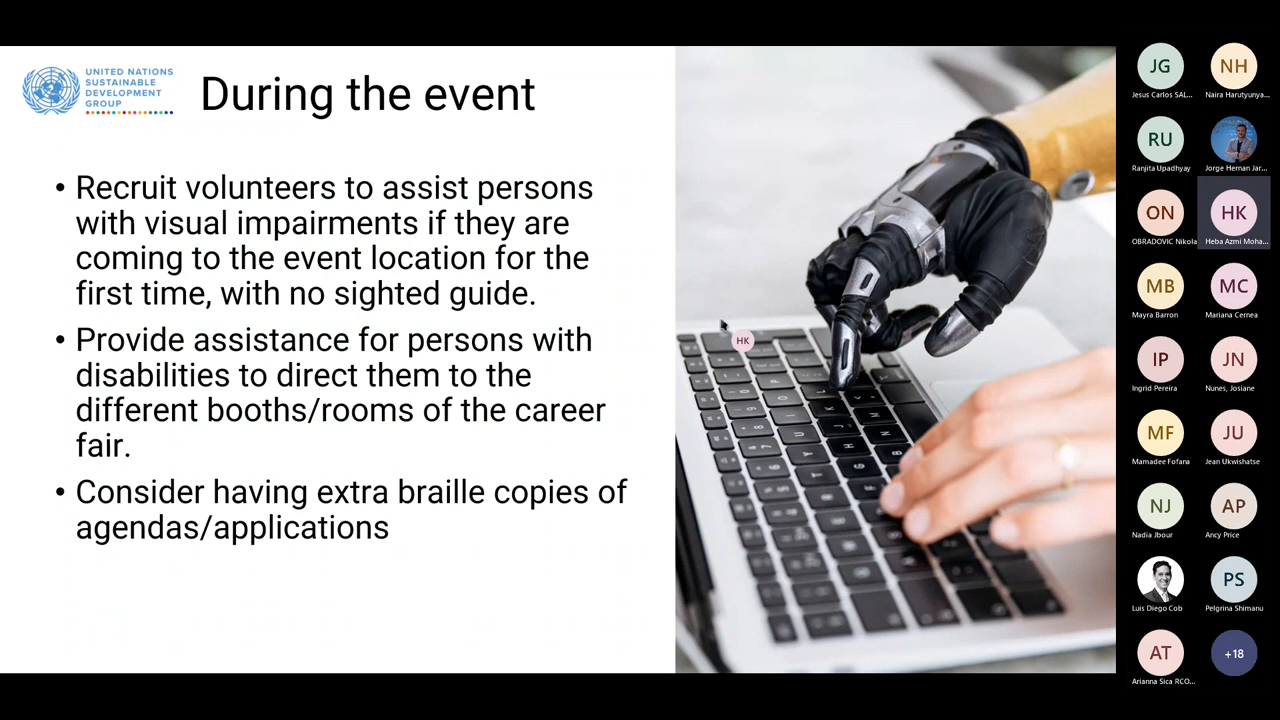 UNITED NATIONS
SUSTAINABLE
DEVELOPMENT
GROUP
During the event
• Recruit volunteers to assist persons
with visual impairments if they are
coming to the event location for the
first time, with no sighted guide.
• Provide assistance for persons with
disabilities to direct them to the
different booths/rooms of the career
fair.
• Consider having extra braille copies of
agendas/applications
HK
JG
Jesus Carlos SAL...
NH
Naira Harutyunya...
RU
Ranjita Upadhyay
Jorge Hernan Jar...
ON
OBRADOVIC Nikola
HK
Heba Azmi Moha...
MB
Mayra Barron
MC
Mariana Cernea
IP
Ingrid Pereira
JN
Nunes, Josiane
MF
Mamadee Fofana
JU
Jean Ukwishatse
NJ
Nadia Jbour
AP
Ancy Price
Luis Diego Cob
PS
Pelgrina Shimanu
AT
Arianna Sica RCO...
+18